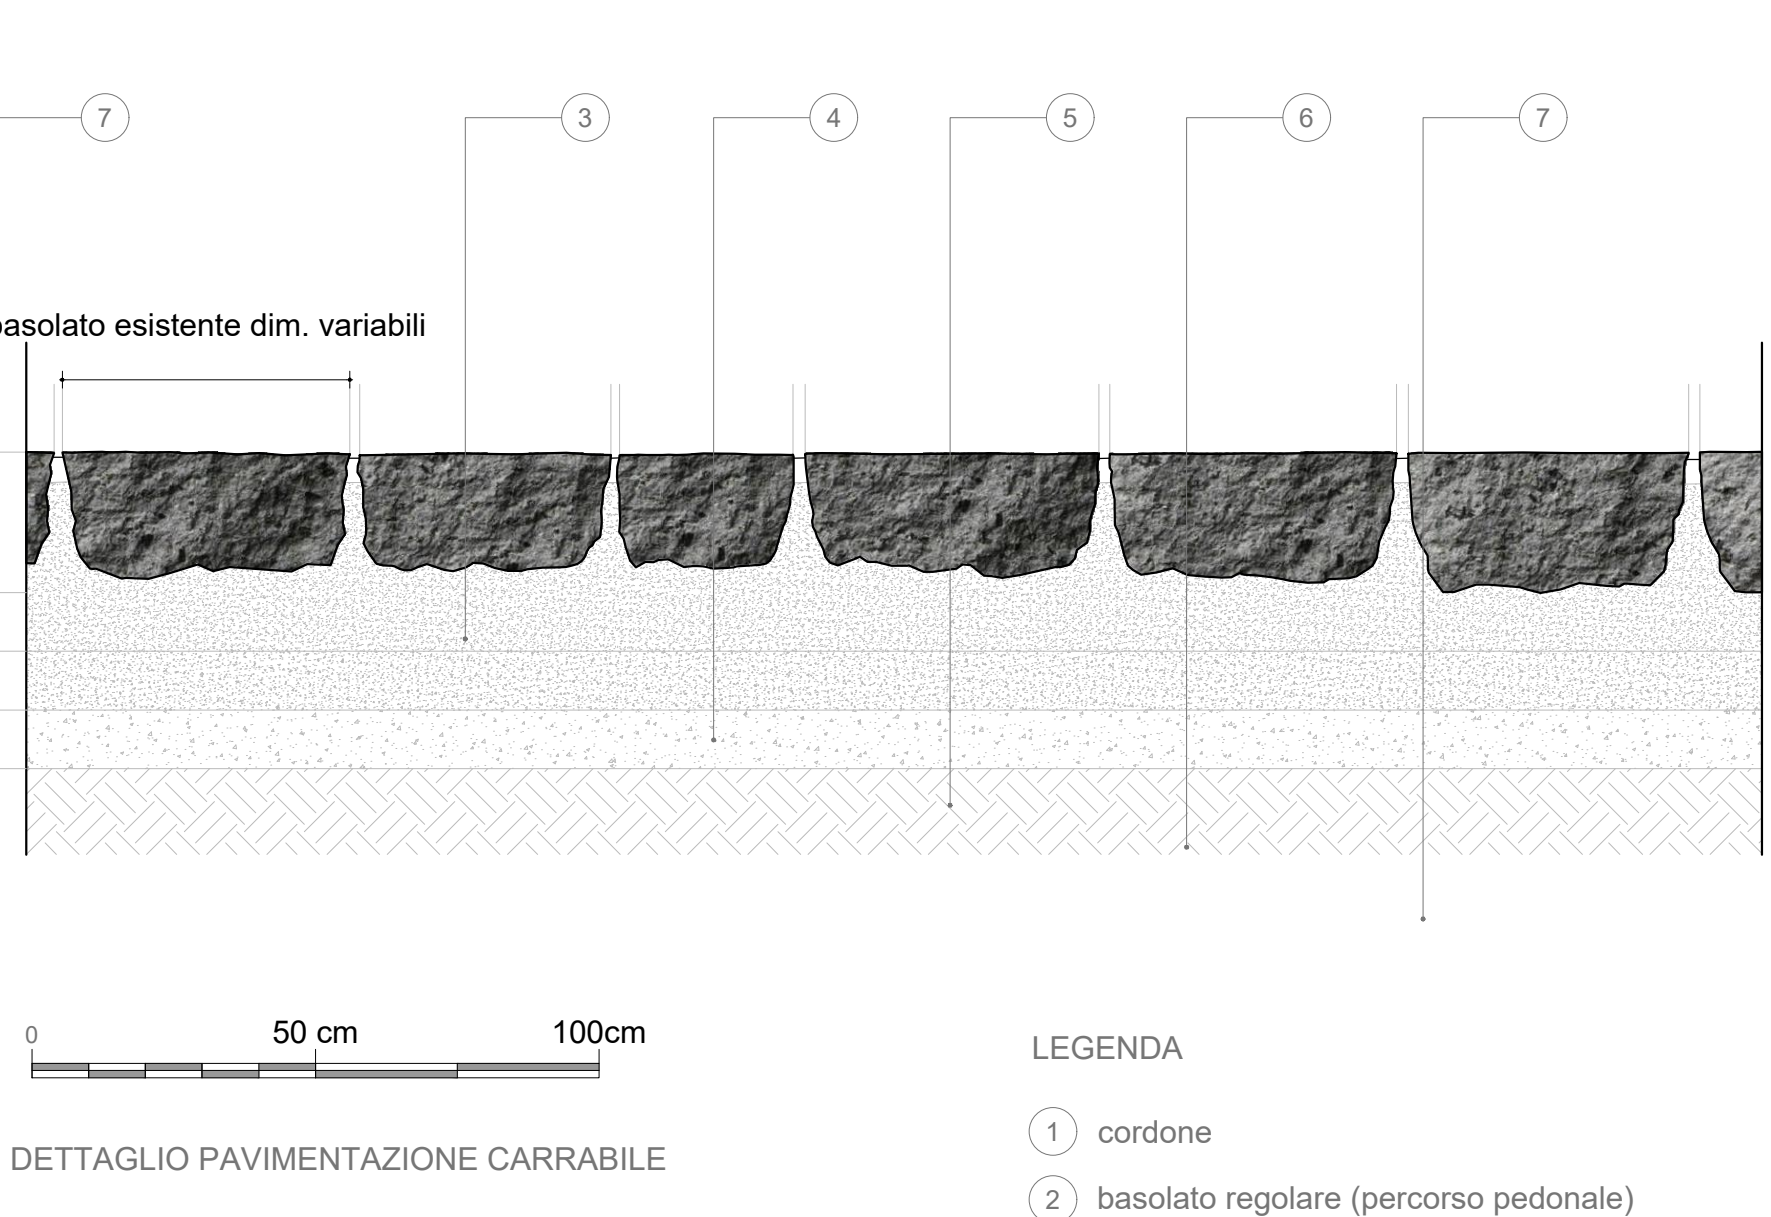 7
3
4
5
6
7
basolato esistente dim. variabili
0
50 cm
100cm
LEGENDA
1 cordone
DETTAGLIO PAVIMENTAZIONE CARRABILE
2 basolato regolare (percorso pedonale)